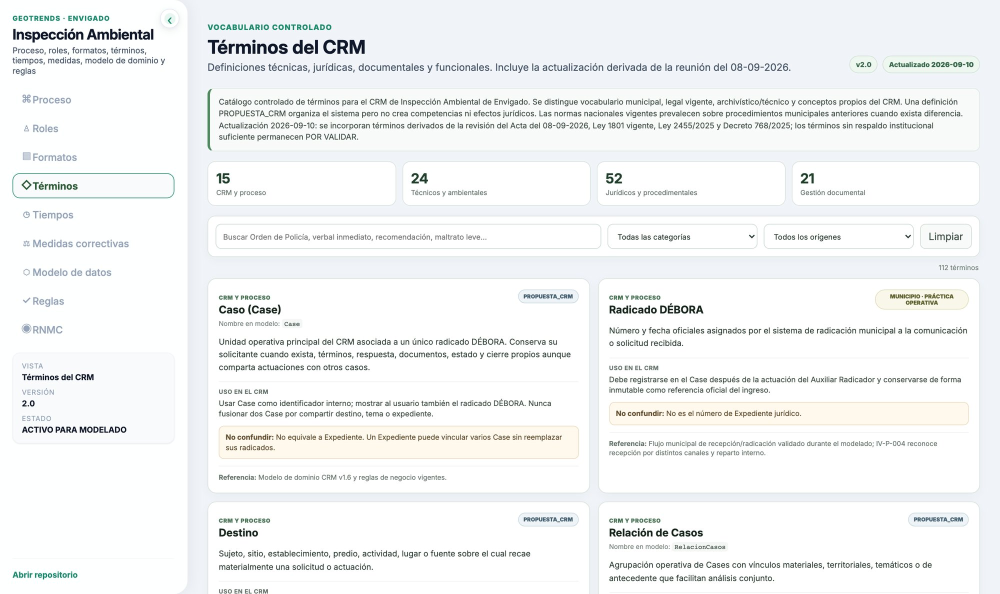 GEOTRENDS · ENVIGADO
Inspección Ambiental
Proceso, roles, formatos, términos,
tiempos, medidas, modelo de dominio y
reglas
Proceso
Roles
Formatos
Términos
Tiempos
Medidas correctivas
Modelo de datos
Reglas
RNMC
VISTA
Términos del CRM
VERSIÓN
2.0
ESTADO
ACTIVO PARA MODELADO
Abrir repositorio
VOCABULARIO CONTROLADO
Términos del CRM
Definiciones técnicas, jurídicas, documentales y funcionales. Incluye la actualización derivada de la reunión del 08-09-2026.
v2.0
Actualizado 2026-09-10
Catálogo controlado de términos para el CRM de Inspección Ambiental de Envigado. Se distingue vocabulario municipal, legal vigente, archivístico/técnico y conceptos propios del CRM. Una definición
PROPUESTA_CRM organiza el sistema pero no crea competencias ni efectos jurídicos. Las normas nacionales vigentes prevalecen sobre procedimientos municipales anteriores cuando exista diferencia.
Actualización 2026-09-10: se incorporan términos derivados de la revisión del Acta del 08-09-2026, Ley 1801 vigente, Ley 2455/2025 y Decreto 768/2025; los términos sin respaldo institucional
suficiente permanecen POR VALIDAR.
15
CRM y proceso
24
Técnicos y ambientales
52
Jurídicos y procedimentales
21
Gestión documental
Buscar Orden de Policía, verbal inmediato, recomendación, maltrato leve...
Todas las categorías
Todos los orígenes
Limpiar
112 términos
CRM Y PROCESO
PROPUESTA_CRM
Caso (Case)
Nombre en modelo: Case
Unidad operativa principal del CRM asociada a un único radicado DÉBORA. Conserva su
solicitante cuando exista, términos, respuesta, documentos, estado y cierre propios aunque
comparta actuaciones con otros casos.
USO EN EL CRM
Usar Case como identificador interno; mostrar al usuario también el radicado DÉBORA. Nunca
fusionar dos Case por compartir destino, tema o expediente.
No confundir: No equivale a Expediente. Un Expediente puede vincular varios Case sin reemplazar
sus radicados.
Referencia: Modelo de dominio CRM v1.6 y reglas de negocio vigentes.
CRM Y PROCESO
MUNICIPIO · PRÁCTICA
OPERATIVA
Radicado DÉBORA
Número y fecha oficiales asignados por el sistema de radicación municipal a la comunicación
o solicitud recibida.
USO EN EL CRM
Debe registrarse en el Case después de la actuación del Auxiliar Radicador y conservarse de forma
inmutable como referencia oficial del ingreso.
No confundir: No es el número de Expediente jurídico.
Referencia: Flujo municipal de recepción/radicación validado durante el modelado; IV-P-004 reconoce
recepción por distintos canales y reparto interno.
CRM Y PROCESO
PROPUESTA_CRM
Destino
Sujeto, sitio, establecimiento, predio, actividad, lugar o fuente sobre el cual recae
materialmente una solicitud o actuación.
USO EN EL CRM
CRM Y PROCESO
PROPUESTA_CRM
Relación de Casos
Nombre en modelo: RelacionCasos
Agrupación operativa de Cases con vínculos materiales, territoriales, temáticos o de
antecedente que facilitan análisis conjunto.